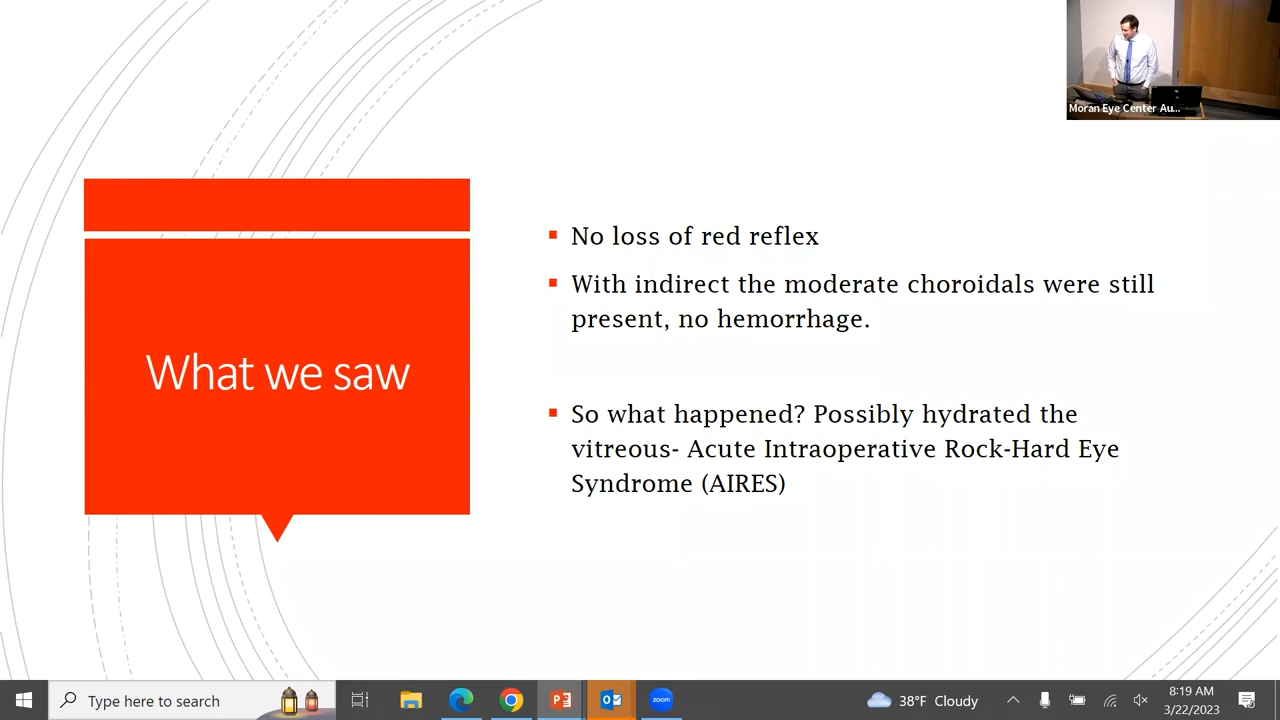 Moran Eye Center Au...
What we saw
No loss of red reflex
With indirect the moderate choroidals were still
present, no hemorrhage.
So what happened? Possibly hydrated the
vitreous- Acute Intraoperative Rock-Hard Eye
Syndrome (AIRES)
Type here to search
zoom
38°F Cloudy
8:19 AM
3/22/2023